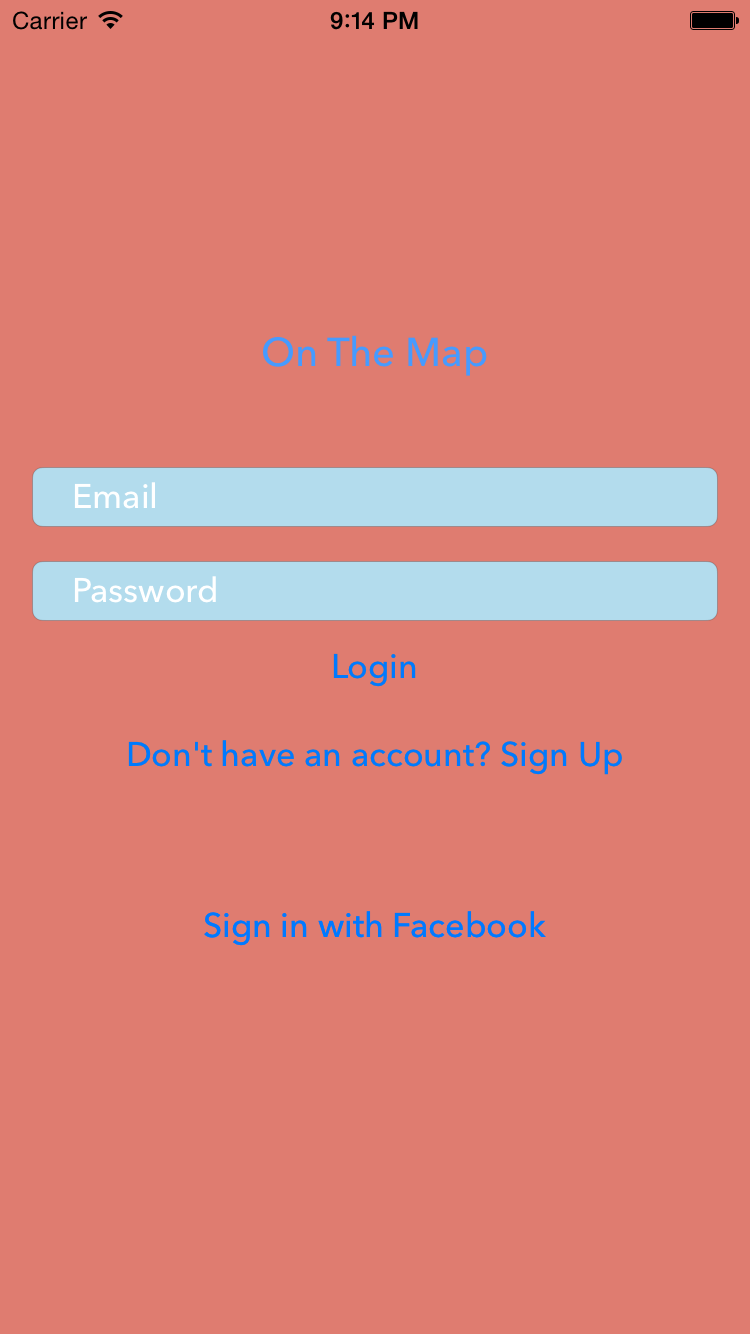 Carrier 9:14 PM
On The Map
Email
Password
Login
Don't have an account? Sign Up
Sign in with Facebook